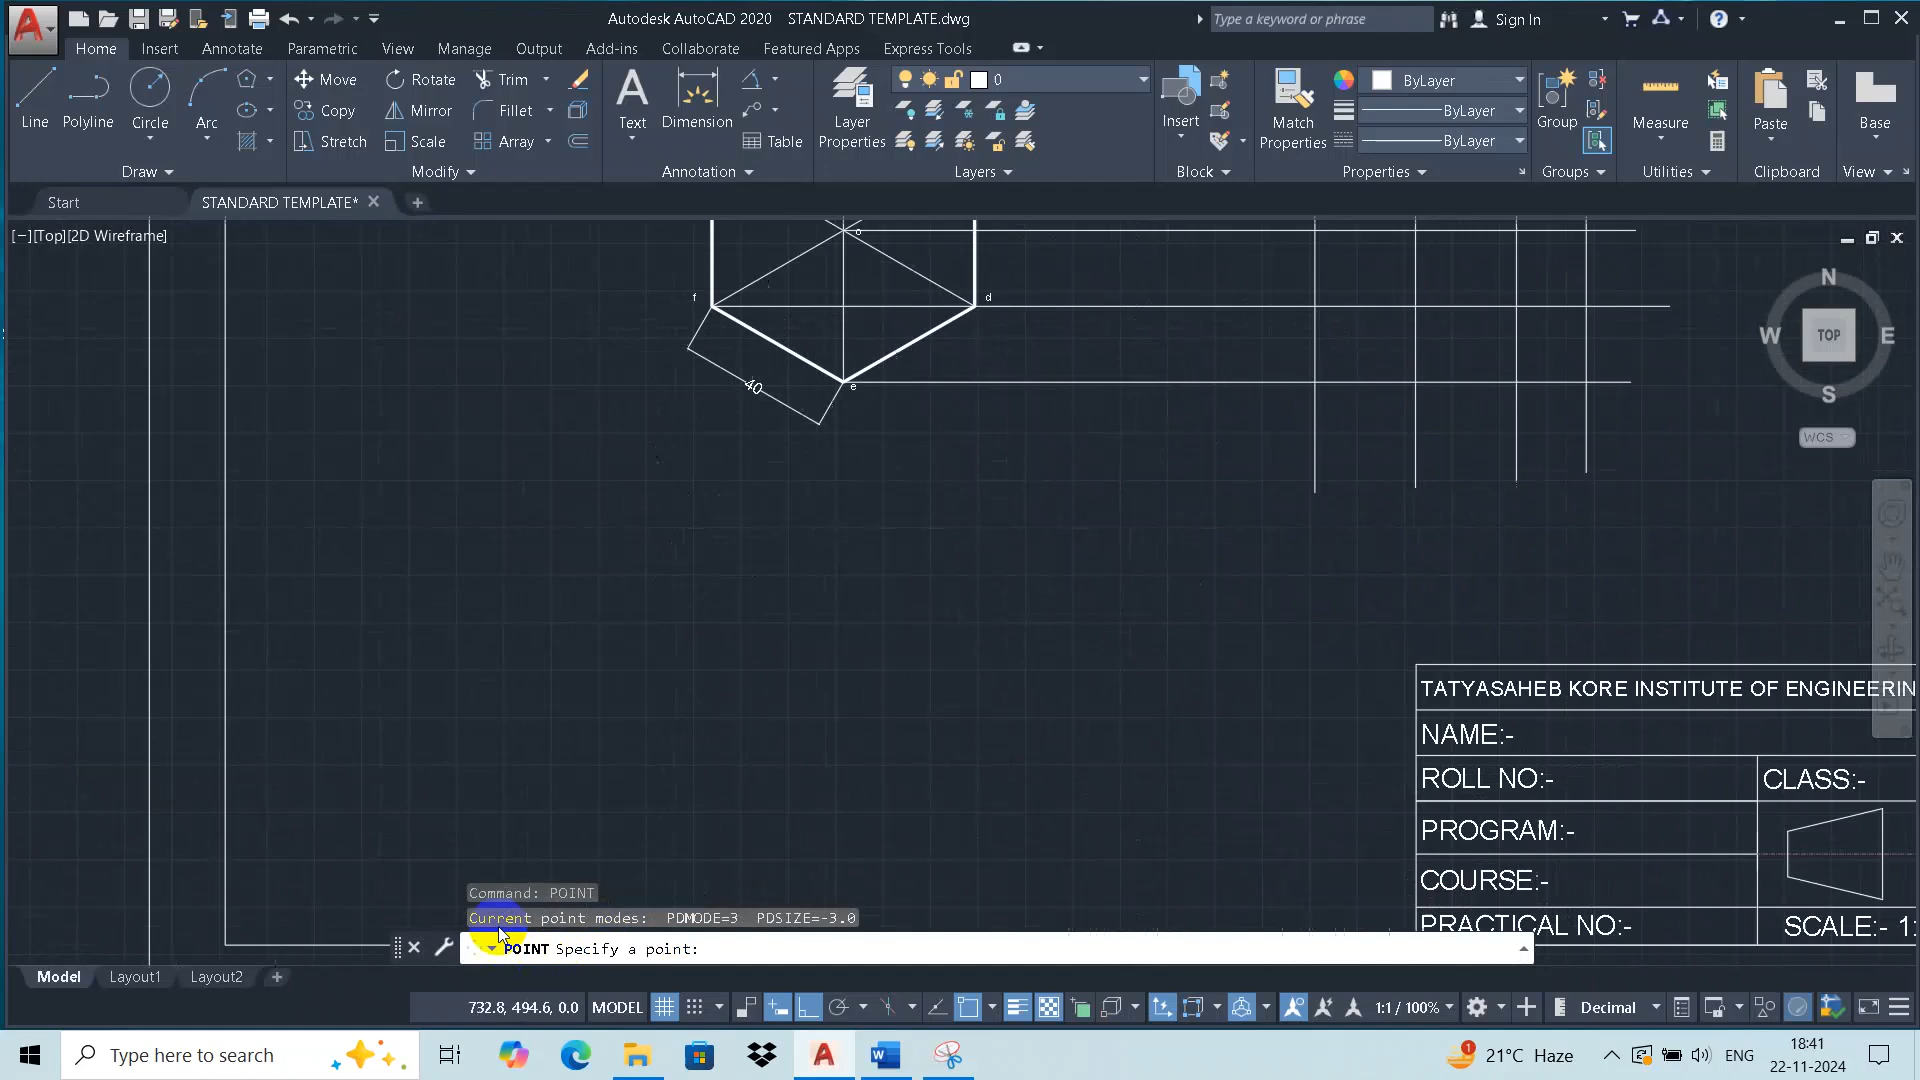 Autodesk AutoCAD 2020 STANDARD TEMPLATE.dwg
Type a keyword or phrase
Sign In
Home Insert Annotate Parametric View Manage Output Add-ins Collaborate Featured Apps Express Tools
Line Polyline Circle Arc
Move Rotate Trim
Copy Mirror Fillet
Stretch Scale Array
Text Dimension Table
Layer Properties
0
Insert
Match Properties
ByLayer
ByLayer
ByLayer
Group
Measure
Paste
Base
Draw Modify Annotation Layers Block Properties Groups Utilities Clipboard View
Start STANDARD TEMPLATE*
[−][Top][2D Wireframe]
N
W TOP E
S
WCS
o
f d
40 e
TATYASAHEB KORE INSTITUTE OF ENGINEERIN
NAME:-
ROLL NO:- CLASS:-
PROGRAM:-
COURSE:-
PRACTICAL NO:- SCALE:- 1:
Command: POINT
Current point modes: PDMODE=3 PDSIZE=-3.0
POINT Specify a point:
Model Layout1 Layout2
732.8, 494.6, 0.0 MODEL 1:1 / 100% Decimal
Type here to search
21°C Haze
ENG
18:41
22-11-2024